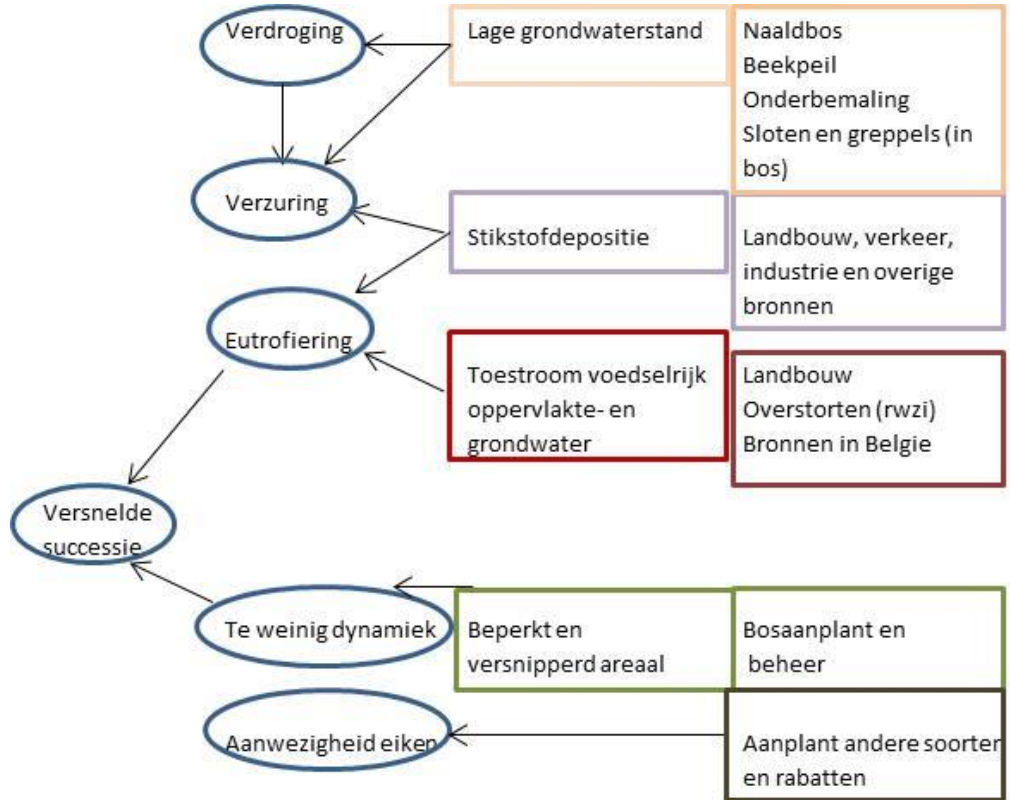 Verdroging
Lage grondwaterstand
Naaldbos
Beekpeil
Onderbemaling
Sloten en greppels (in
bos)
Verzuring
Stikstofdepositie
Landbouw, verkeer,
industrie en overige
bronnen
Eutrofiering
Toestroom voedselrijk
oppervlakte- en
grondwater
Landbouw
Overstorten (rwzi)
Bronnen in Belgie
Versnelde
successie
Te weinig dynamiek
Beperkt en
versnipperd areaal
Bosaanplant en
beheer
Aanwezigheid eiken
Aanplant andere soorten
en rabatten